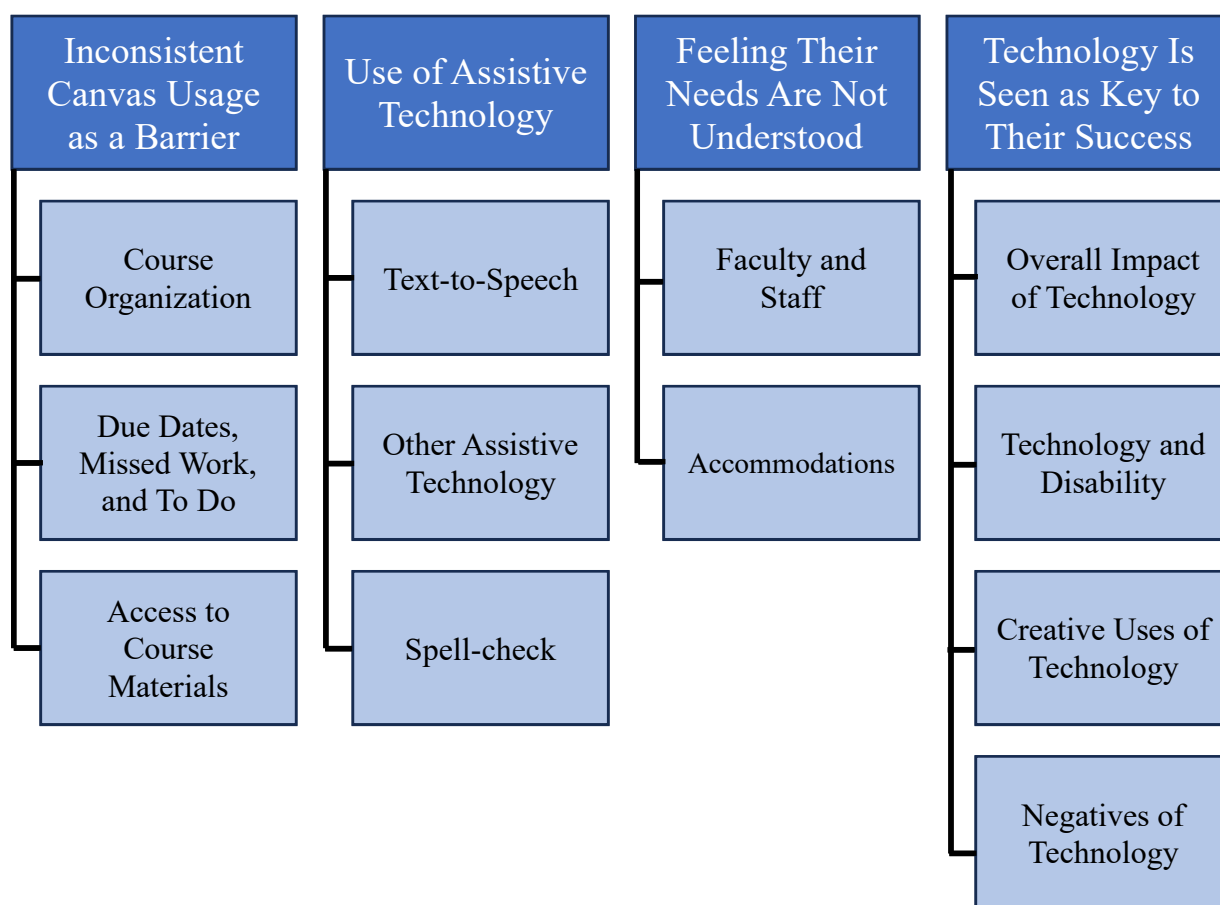 Inconsistent
Canvas Usage
as a Barrier
Course
Organization
Due Dates,
Missed Work,
and To Do
Access to
Course
Materials
Use of Assistive
Technology
Text-to-Speech
Other Assistive
Technology
Spell-check
Feeling Their
Needs Are Not
Understood
Faculty and
Staff
Accommodations
Technology Is
Seen as Key to
Their Success
Overall Impact
of Technology
Technology and
Disability
Creative Uses of
Technology
Negatives of
Technology